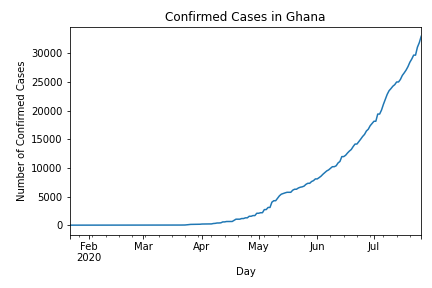 Confirmed Cases in Ghana
Number of Confirmed Cases
30000
25000
20000
15000
10000
5000
0
Feb Mar Apr May Jun Jul
2020
Day